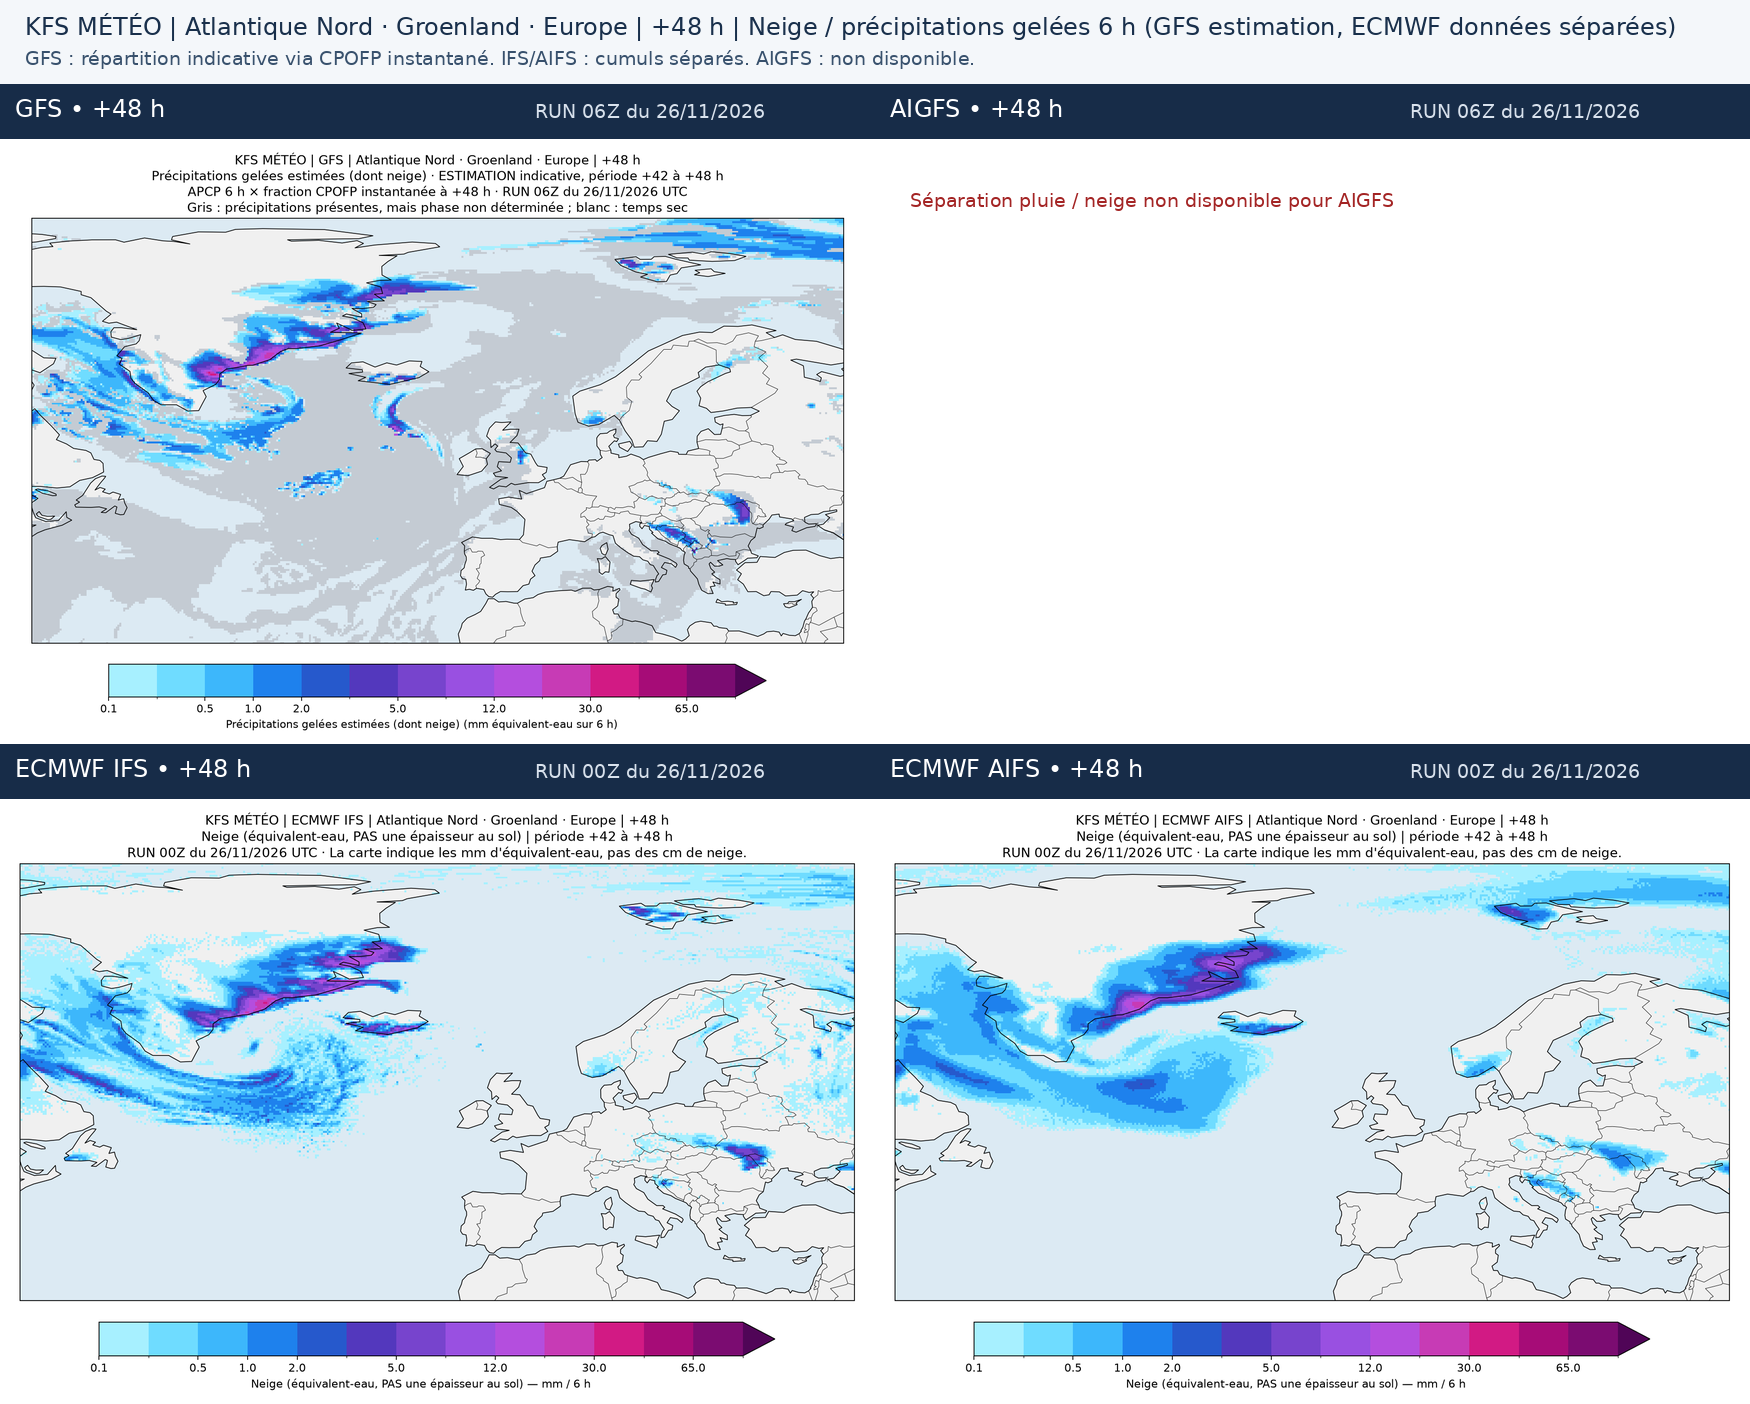 KFS MÉTÉO | Atlantique Nord · Groenland · Europe | +48 h | Neige / précipitations gelées 6 h (GFS estimation, ECMWF données séparées)
GFS : répartition indicative via CPOFP instantané. IFS/AIFS : cumuls séparés. AIGFS : non disponible.
GFS • +48 h
RUN 06Z du 26/11/2026
AIGFS • +48 h
RUN 06Z du 26/11/2026
KFS MÉTÉO | GFS | Atlantique Nord · Groenland · Europe | +48 h
Précipitations gelées estimées (dont neige) · ESTIMATION indicative, période +42 à +48 h
APCP 6 h × fraction CPOFP instantanée à +48 h · RUN 06Z du 26/11/2026 UTC
Gris : précipitations présentes, mais phase non déterminée ; blanc : temps sec
Séparation pluie / neige non disponible pour AIGFS
0.1 0.5 1.0 2.0 5.0 12.0 30.0 65.0
Précipitations gelées estimées (dont neige) (mm équivalent-eau sur 6 h)
ECMWF IFS • +48 h
RUN 00Z du 26/11/2026
ECMWF AIFS • +48 h
RUN 00Z du 26/11/2026
KFS MÉTÉO | ECMWF IFS | Atlantique Nord · Groenland · Europe | +48 h
Neige (équivalent-eau, PAS une épaisseur au sol) | période +42 à +48 h
RUN 00Z du 26/11/2026 UTC · La carte indique les mm d'équivalent-eau, pas des cm de neige.
KFS MÉTÉO | ECMWF AIFS | Atlantique Nord · Groenland · Europe | +48 h
Neige (équivalent-eau, PAS une épaisseur au sol) | période +42 à +48 h
RUN 00Z du 26/11/2026 UTC · La carte indique les mm d'équivalent-eau, pas des cm de neige.
0.1 0.5 1.0 2.0 5.0 12.0 30.0 65.0
Neige (équivalent-eau, PAS une épaisseur au sol) — mm / 6 h
0.1 0.5 1.0 2.0 5.0 12.0 30.0 65.0
Neige (équivalent-eau, PAS une épaisseur au sol) — mm / 6 h